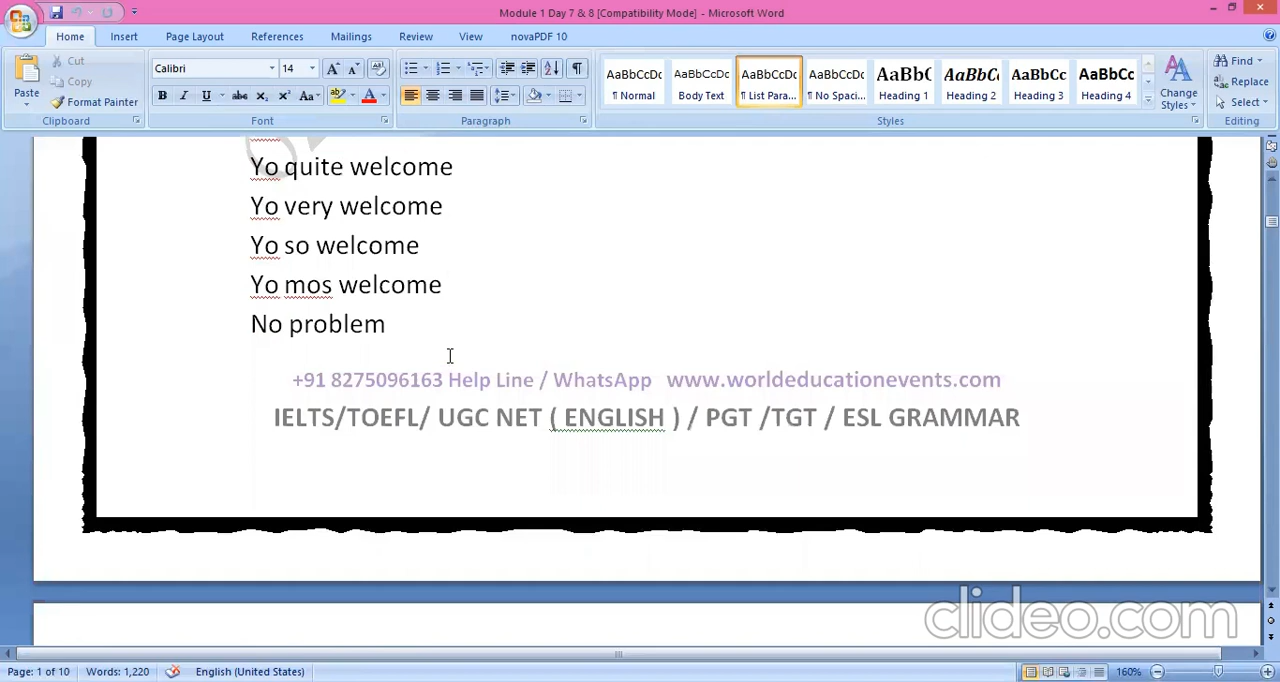 Module 1 Day 7 & 8 [Compatibility Mode] - Microsoft Word
Home Insert Page Layout References Mailings Review View novaPDF 10
Paste
Cut
Copy
Format Painter
Clipboard
Calibri 14
Font
Paragraph
AaBbCcDc AaBbCcDc AaBbCcDc AaBbCcDc AaBbC AaBbCc AaBbCc AaBbCc
¶ Normal Body Text ¶ List Para... ¶ No Spaci... Heading 1 Heading 2 Heading 3 Heading 4
Change Styles
Styles
Find
Replace
Select
Editing
Yo quite welcome
Yo very welcome
Yo so welcome
Yo mos welcome
No problem
+91 8275096163 Help Line / WhatsApp www.worldeducationevents.com
IELTS/TOEFL/ UGC NET ( ENGLISH ) / PGT /TGT / ESL GRAMMAR
clideo.com
Page: 1 of 10 Words: 1,220 English (United States) 160%